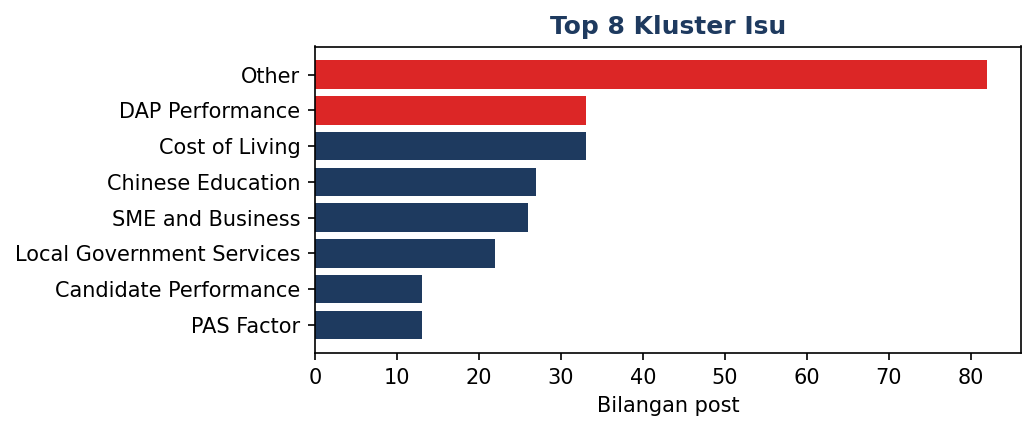 Top 8 Kluster Isu
Other
DAP Performance
Cost of Living
Chinese Education
SME and Business
Local Government Services
Candidate Performance
PAS Factor
0 10 20 30 40 50 60 70 80
Bilangan post